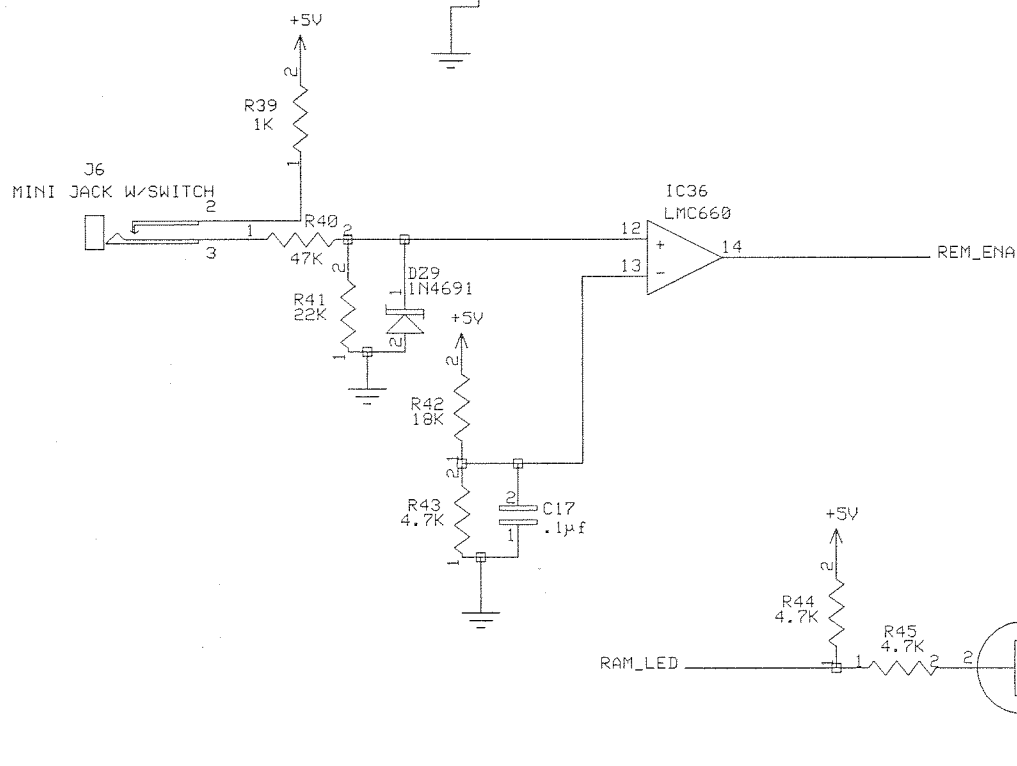 +5V
2
R39
1K
1
J6
MINI JACK W/SWITCH
2
3
1
R40
2
47K
2
R41
22K
1
1
DZ9
1N4691
2
12
13
+
-
IC36
LMC660
14
REM_ENA
+5V
2
R42
18K
1
2
R43
4.7K
1
2
C17
.1µf
1
+5V
2
R44
4.7K
1
RAM_LED
1
R45
4.7K
2
2